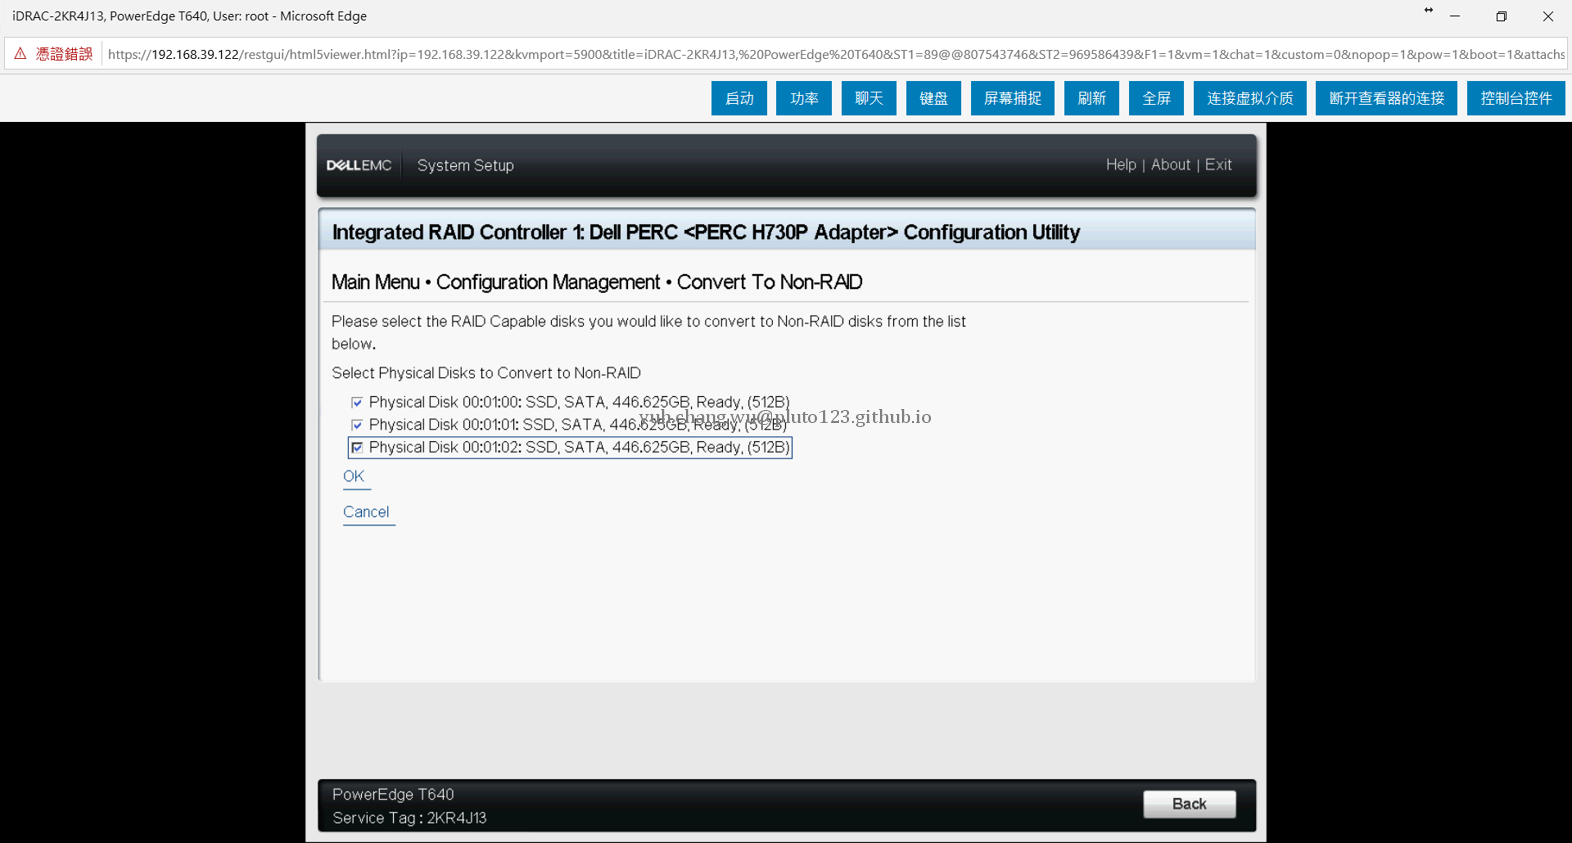 iDRAC-2KR4J13, PowerEdge T640, User: root - Microsoft Edge
憑證錯誤 https://192.168.39.122/restgui/html5viewer.html?ip=192.168.39.122&kvmport=5900&title=iDRAC-2KR4J13,%20PowerEdge%20T640&ST1=89@@807543746&ST2=969586439&F1=1&vm=1&chat=1&custom=0&nopop=1&pow=1&boot=1&attachs
启动 功率 聊天 键盘 屏幕捕捉 刷新 全屏 连接虚拟介质 断开查看器的连接 控制台控件
DELLEMC System Setup Help | About | Exit
Integrated RAID Controller 1: Dell PERC <PERC H730P Adapter> Configuration Utility
Main Menu • Configuration Management • Convert To Non-RAID
Please select the RAID Capable disks you would like to convert to Non-RAID disks from the list
below.
Select Physical Disks to Convert to Non-RAID
Physical Disk 00:01:00: SSD, SATA, 446.625GB, Ready, (512B)
yuh.chang.wu@pluto123.github.io
Physical Disk 00:01:01: SSD, SATA, 446.625GB, Ready, (512B)
Physical Disk 00:01:02: SSD, SATA, 446.625GB, Ready, (512B)
OK
Cancel
PowerEdge T640
Service Tag : 2KR4J13
Back